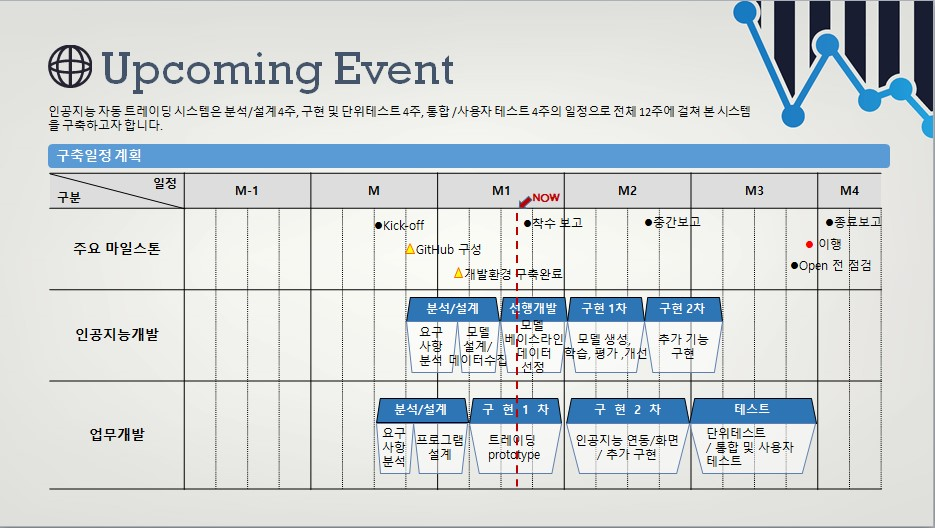 Upcoming Event
인공지능 자동 트레이딩 시스템은 분석/설계4주, 구현 및 단위테스트 4주, 통합 /사용자 테스트 4주의 일정으로 전체 12주에 걸쳐 본 시스템
을 구축하고자 합니다.
구축일정 계획
일정
구분
M-1
M
M1
M2
M3
M4
NOW
주요 마일스톤
●Kick-off
●착수 보고
●중간보고
●종료보고
GitHub 구성
● 이행
개발환경 구축완료
●Open 전 점검
인공지능개발
분석/설계
선행개발
구현 1차
구현 2차
요구
사항
분석
모델
설계/
데이터수집
모델
베이스라인
데이터
선정
모델 생성,
학습, 평가 ,개선
추가 기능
구현
업무개발
분석/설계
구 현 1 차
구 현 2 차
테스트
요구
사항
분석
프로그램
설계
트레이딩
prototype
인공지능 연동/화면
/ 추가 구현
단위테스트
/ 통합 및 사용자
테스트